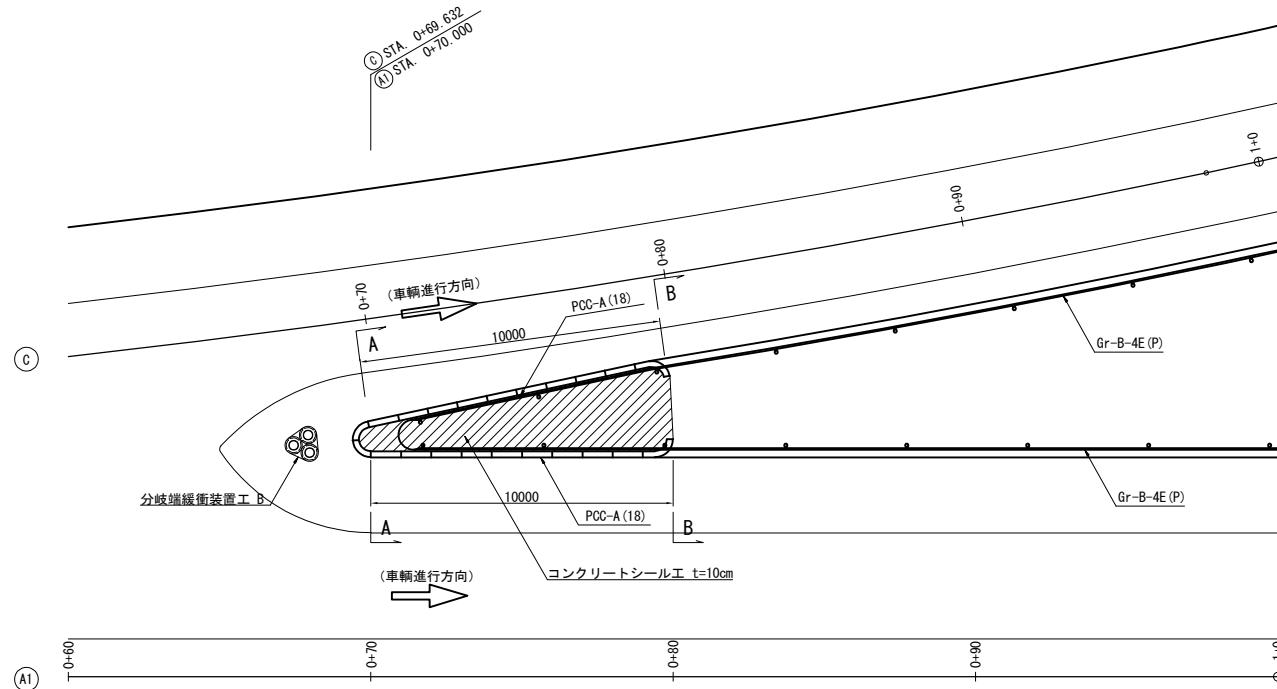 Ⓒ STA. 0+69.632
Ⓐ1 STA. 0+70.000
1+0
0+90
0+80
0+70
(車輌進行方向)
B
PCC-A(18)
A
10000
Gr-B-4E(P)
C
分岐端緩衝装置工 B
10000
Gr-B-4E(P)
PCC-A(18)
A
B
(車輌進行方向)
コンクリートシール工 t=10cm
0+60
0+70
0+80
0+90
1+0
A1